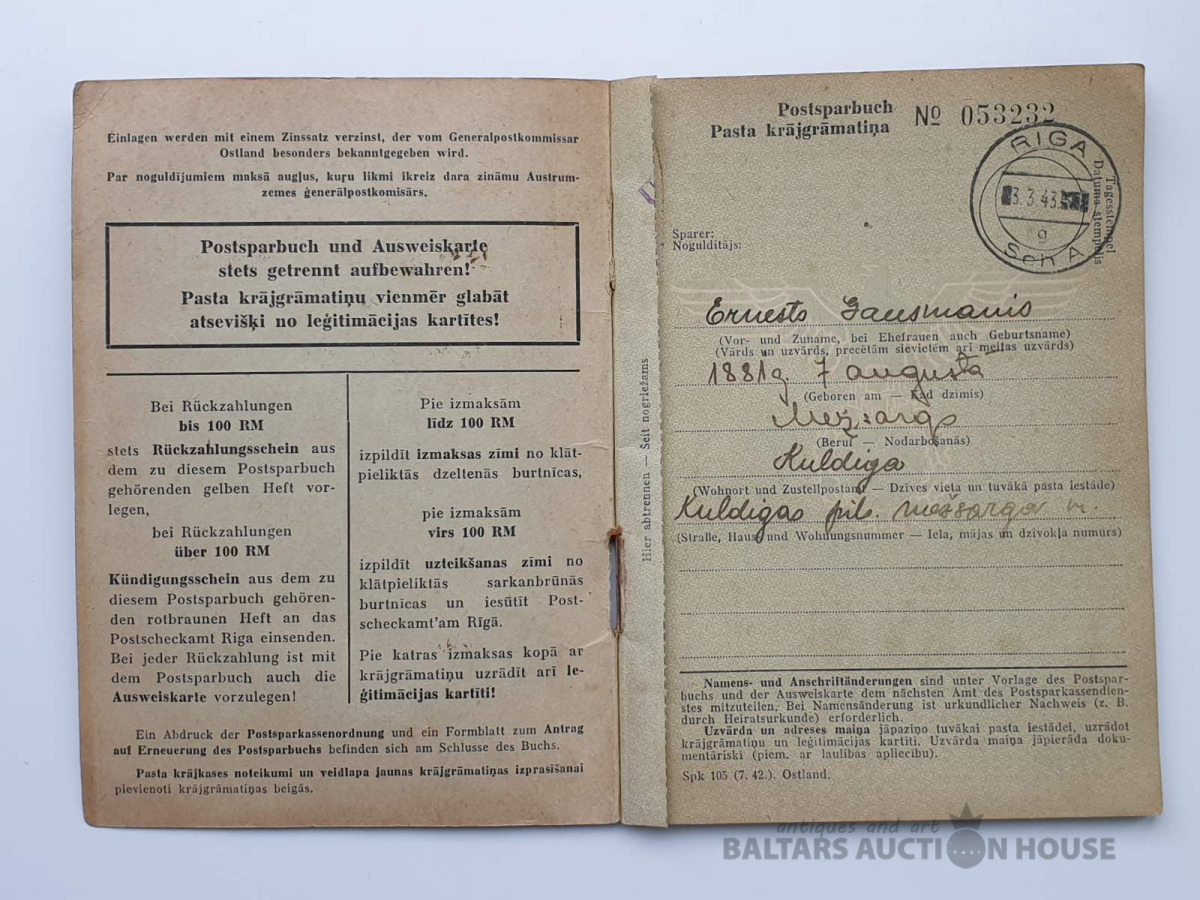 Einlagen werden mit einem Zinssatz verzinst, der vom Generalpostkommissar
Ostland besonders bekanntgegeben wird.
Par noguldījumiem maksā augļus, kuŗu likmi ikreiz dara zināmu Austrum-
zemes ģenerālpostkomisārs.
Postsparbuch und Ausweiskarte
stets getrennt aufbewahren!
Pasta krājgrāmatiņu vienmēr glabāt
atsevišķi no leģitimācijas kartītes!
Bei Rückzahlungen
bis 100 RM
stets Rückzahlungsschein aus
dem zu diesem Postsparbuch
gehörenden gelben Heft vor-
legen,
bei Rückzahlungen
über 100 RM
Kündigungsschein aus dem zu
diesem Postsparbuch gehören-
den rotbraunen Heft an das
Postscheckamt Riga einsenden.
Bei jeder Rückzahlung ist mit
dem Postsparbuch auch die
Ausweiskarte vorzulegen!
Pie izmaksām
līdz 100 RM
izpildīt izmaksas zīmi no klāt-
pieliktās dzeltenās burtnīcas,
pie izmaksām
virs 100 RM
izpildīt uzteikšanas zīmi no
klātpieliktās sarkanbrūnās
burtnīcas un iesūtīt Post-
scheckamt'am Rīgā.
Pie katras izmaksas kopā ar
krājgrāmatiņu uzrādīt arī le-
ģitimācijas kartīti!
Ein Abdruck der Postsparkassenordnung und ein Formblatt zum Antrag
auf Erneuerung des Postsparbuchs befinden sich am Schlusse des Buchs.
Pasta krājkases noteikumi un veidlapa jaunas krājgrāmatiņas izprasīšanai
pievienoti krājgrāmatiņas beigās.
Hier abtrennen — Šeit nogriežams
Postsparbuch
Pasta krājgrāmatiņa
№ 053232
RIGA
3.3.43
g
Sch A
Tagesstempel
Datuma stempelis
Sparer:
Noguldītājs:
Ernests Gausmanis
(Vor- und Zuname, bei Ehefrauen auch Geburtsname)
(Vārds un uzvārds, precētām sievietēm arī meitas uzvārds)
1881g. 7 augusta
(Geboren am — Kad dzimis)
Mežsargs
(Beruf — Nodarbošanās)
Kuldiga
(Wohnort und Zustellpostamt — Dzīves vieta un tuvākā pasta iestāde)
Kuldigas pil. mežsarga m.
(Straße, Haus- und Wohnungsnummer — Iela, mājas un dzīvokļa numurs)
Namens- und Anschriftänderungen sind unter Vorlage des Postspar-
buchs und der Ausweiskarte dem nächsten Amt des Postsparkassendien-
stes mitzuteilen. Bei Namensänderung ist urkundlicher Nachweis (z. B.
durch Heiratsurkunde) erforderlich.
Uzvārda un adreses maiņa jāpaziņo tuvākai pasta iestādei, uzrādot
krājgrāmatiņu un leģitimācijas kartīti. Uzvārda maiņa jāpierāda doku-
mentāriski (piem. ar laulības apliecību).
Spk 105 (7. 42.). Ostland.
antiques and art
BALTARS AUCTION HOUSE